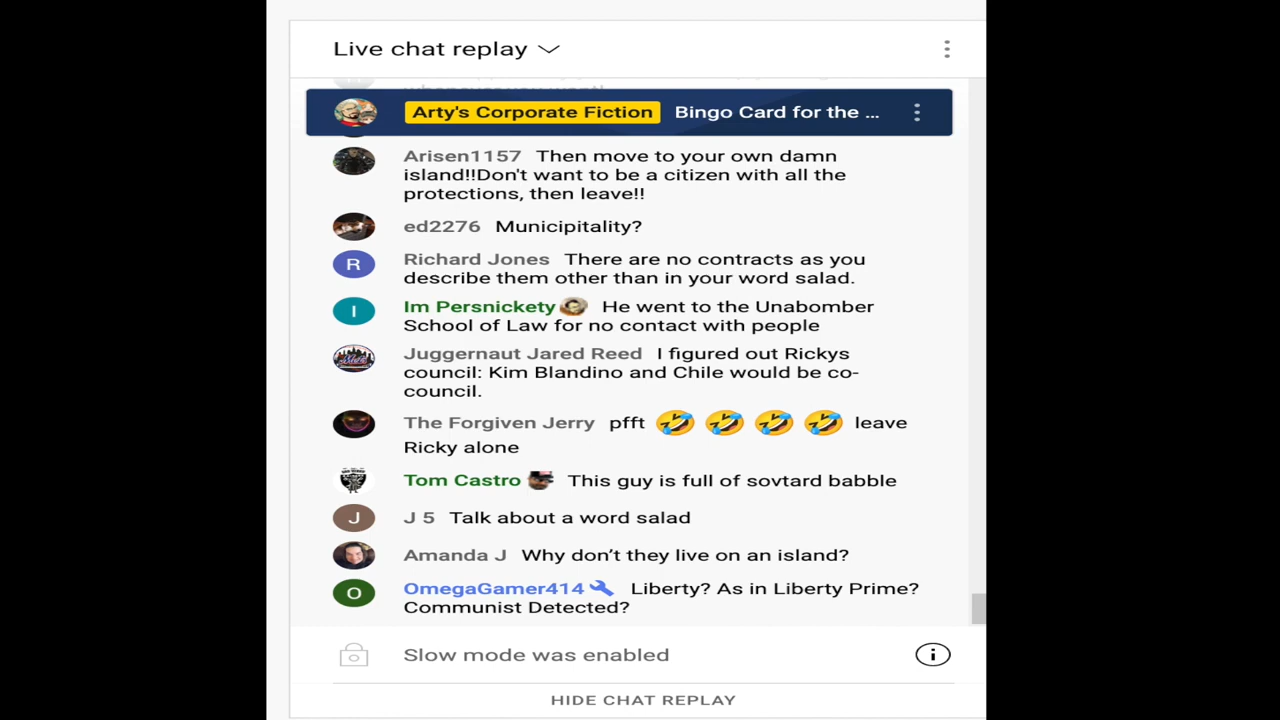 Live chat replay
whenever you want!
Arty's Corporate Fiction Bingo Card for the ...
Arisen1157 Then move to your own damn
island!!Don't want to be a citizen with all the
protections, then leave!!
ed2276 Municipitality?
R Richard Jones There are no contracts as you
describe them other than in your word salad.
I Im Persnickety He went to the Unabomber
School of Law for no contact with people
Juggernaut Jared Reed I figured out Rickys
council: Kim Blandino and Chile would be co-
council.
The Forgiven Jerry pfft 🤣 🤣 🤣 🤣 leave
Ricky alone
Tom Castro This guy is full of sovtard babble
J J 5 Talk about a word salad
Amanda J Why don’t they live on an island?
O OmegaGamer414 Liberty? As in Liberty Prime?
Communist Detected?
Slow mode was enabled
HIDE CHAT REPLAY